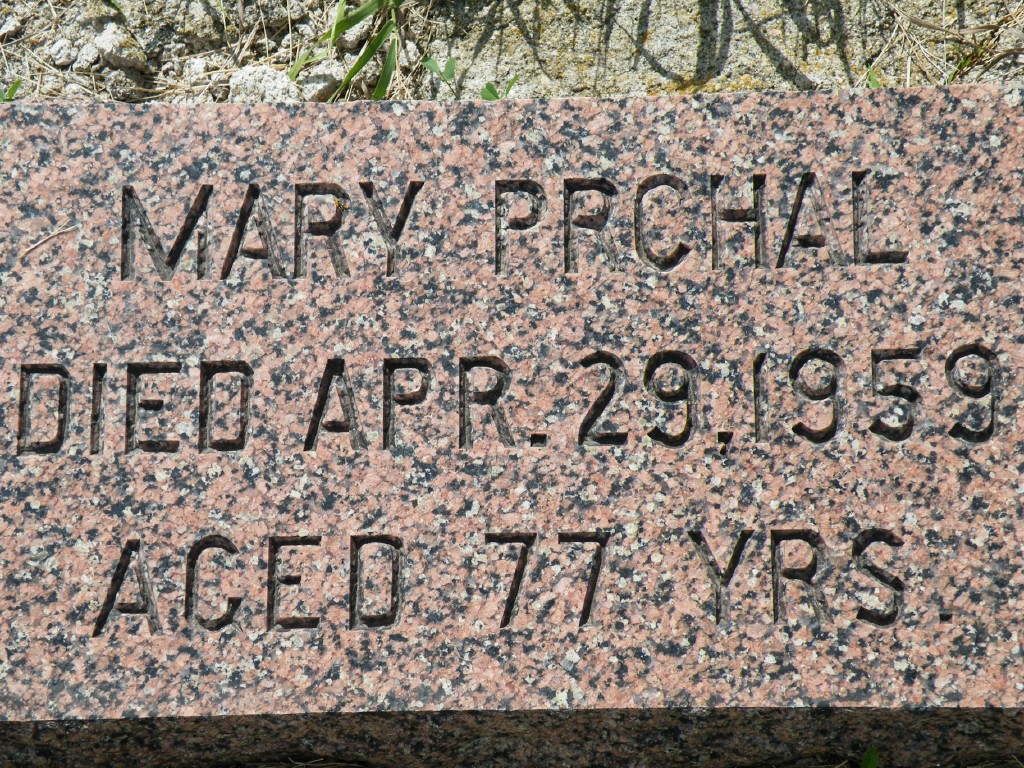 MARY PRCHAL
DIED APR. 29, 1959
AGED 77 YRS.